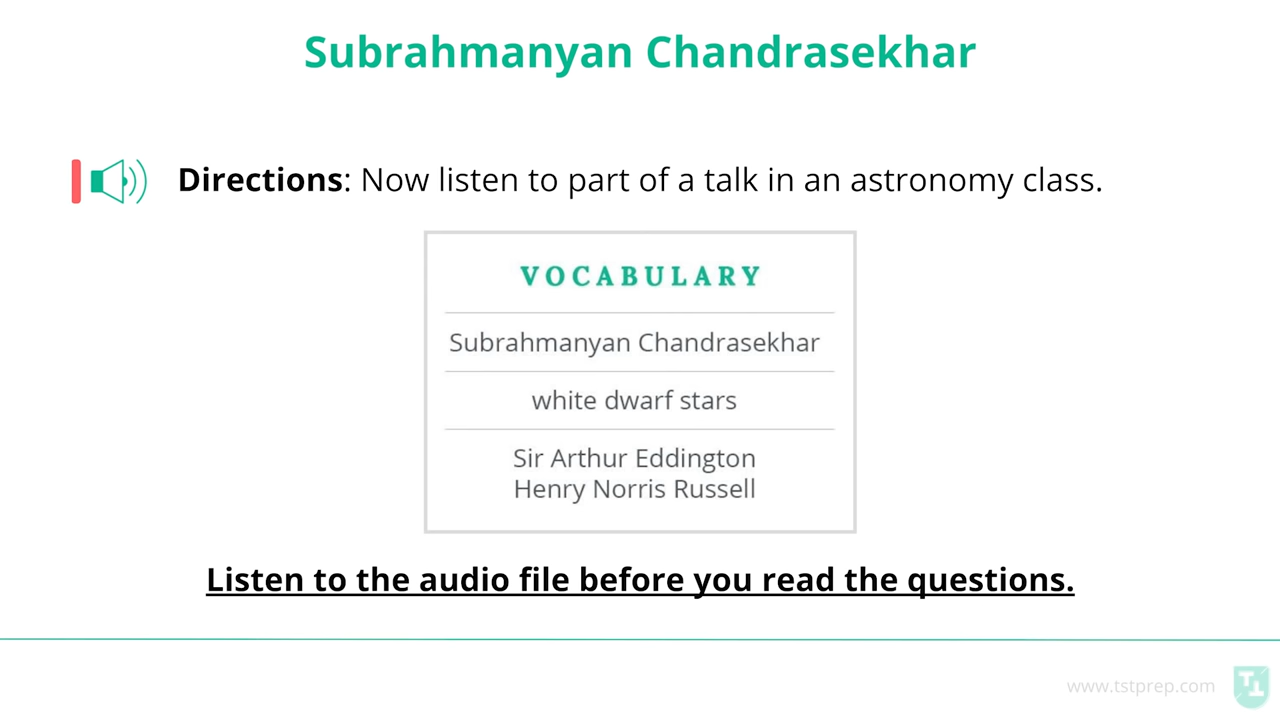 Subrahmanyan Chandrasekhar
Directions: Now listen to part of a talk in an astronomy class.
VOCABULARY
Subrahmanyan Chandrasekhar
white dwarf stars
Sir Arthur Eddington
Henry Norris Russell
Listen to the audio file before you read the questions.
www.tstprep.com